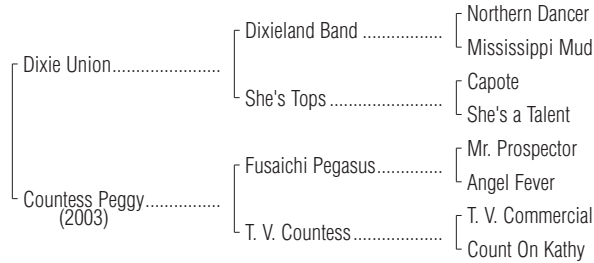 Northern Dancer
Dixieland Band ..................
Mississippi Mud
Dixie Union........................
Capote
She's Tops .........................
She's a Talent
Mr. Prospector
Fusaichi Pegasus...............
Angel Fever
Countess Peggy.................
(2003)
T. V. Commercial
T. V. Countess....................
Count On Kathy